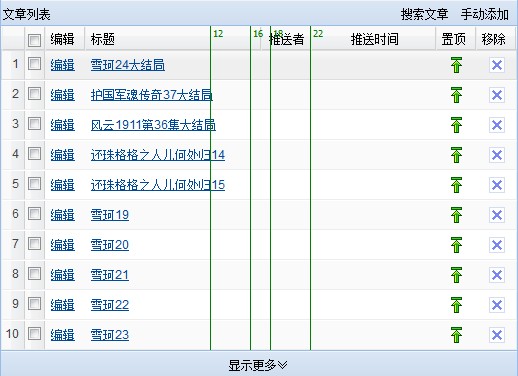 文章列表 搜索文章 手动添加
编辑 标题 12 16 推送者 18 22 推送时间 置顶 移除
1 编辑 雪珂24大结局
2 编辑 护国军魂传奇37大结局
3 编辑 风云1911第36集大结局
4 编辑 还珠格格之人儿何处归14
5 编辑 还珠格格之人儿何处归15
6 编辑 雪珂19
7 编辑 雪珂20
8 编辑 雪珂21
9 编辑 雪珂22
10 编辑 雪珂23
显示更多